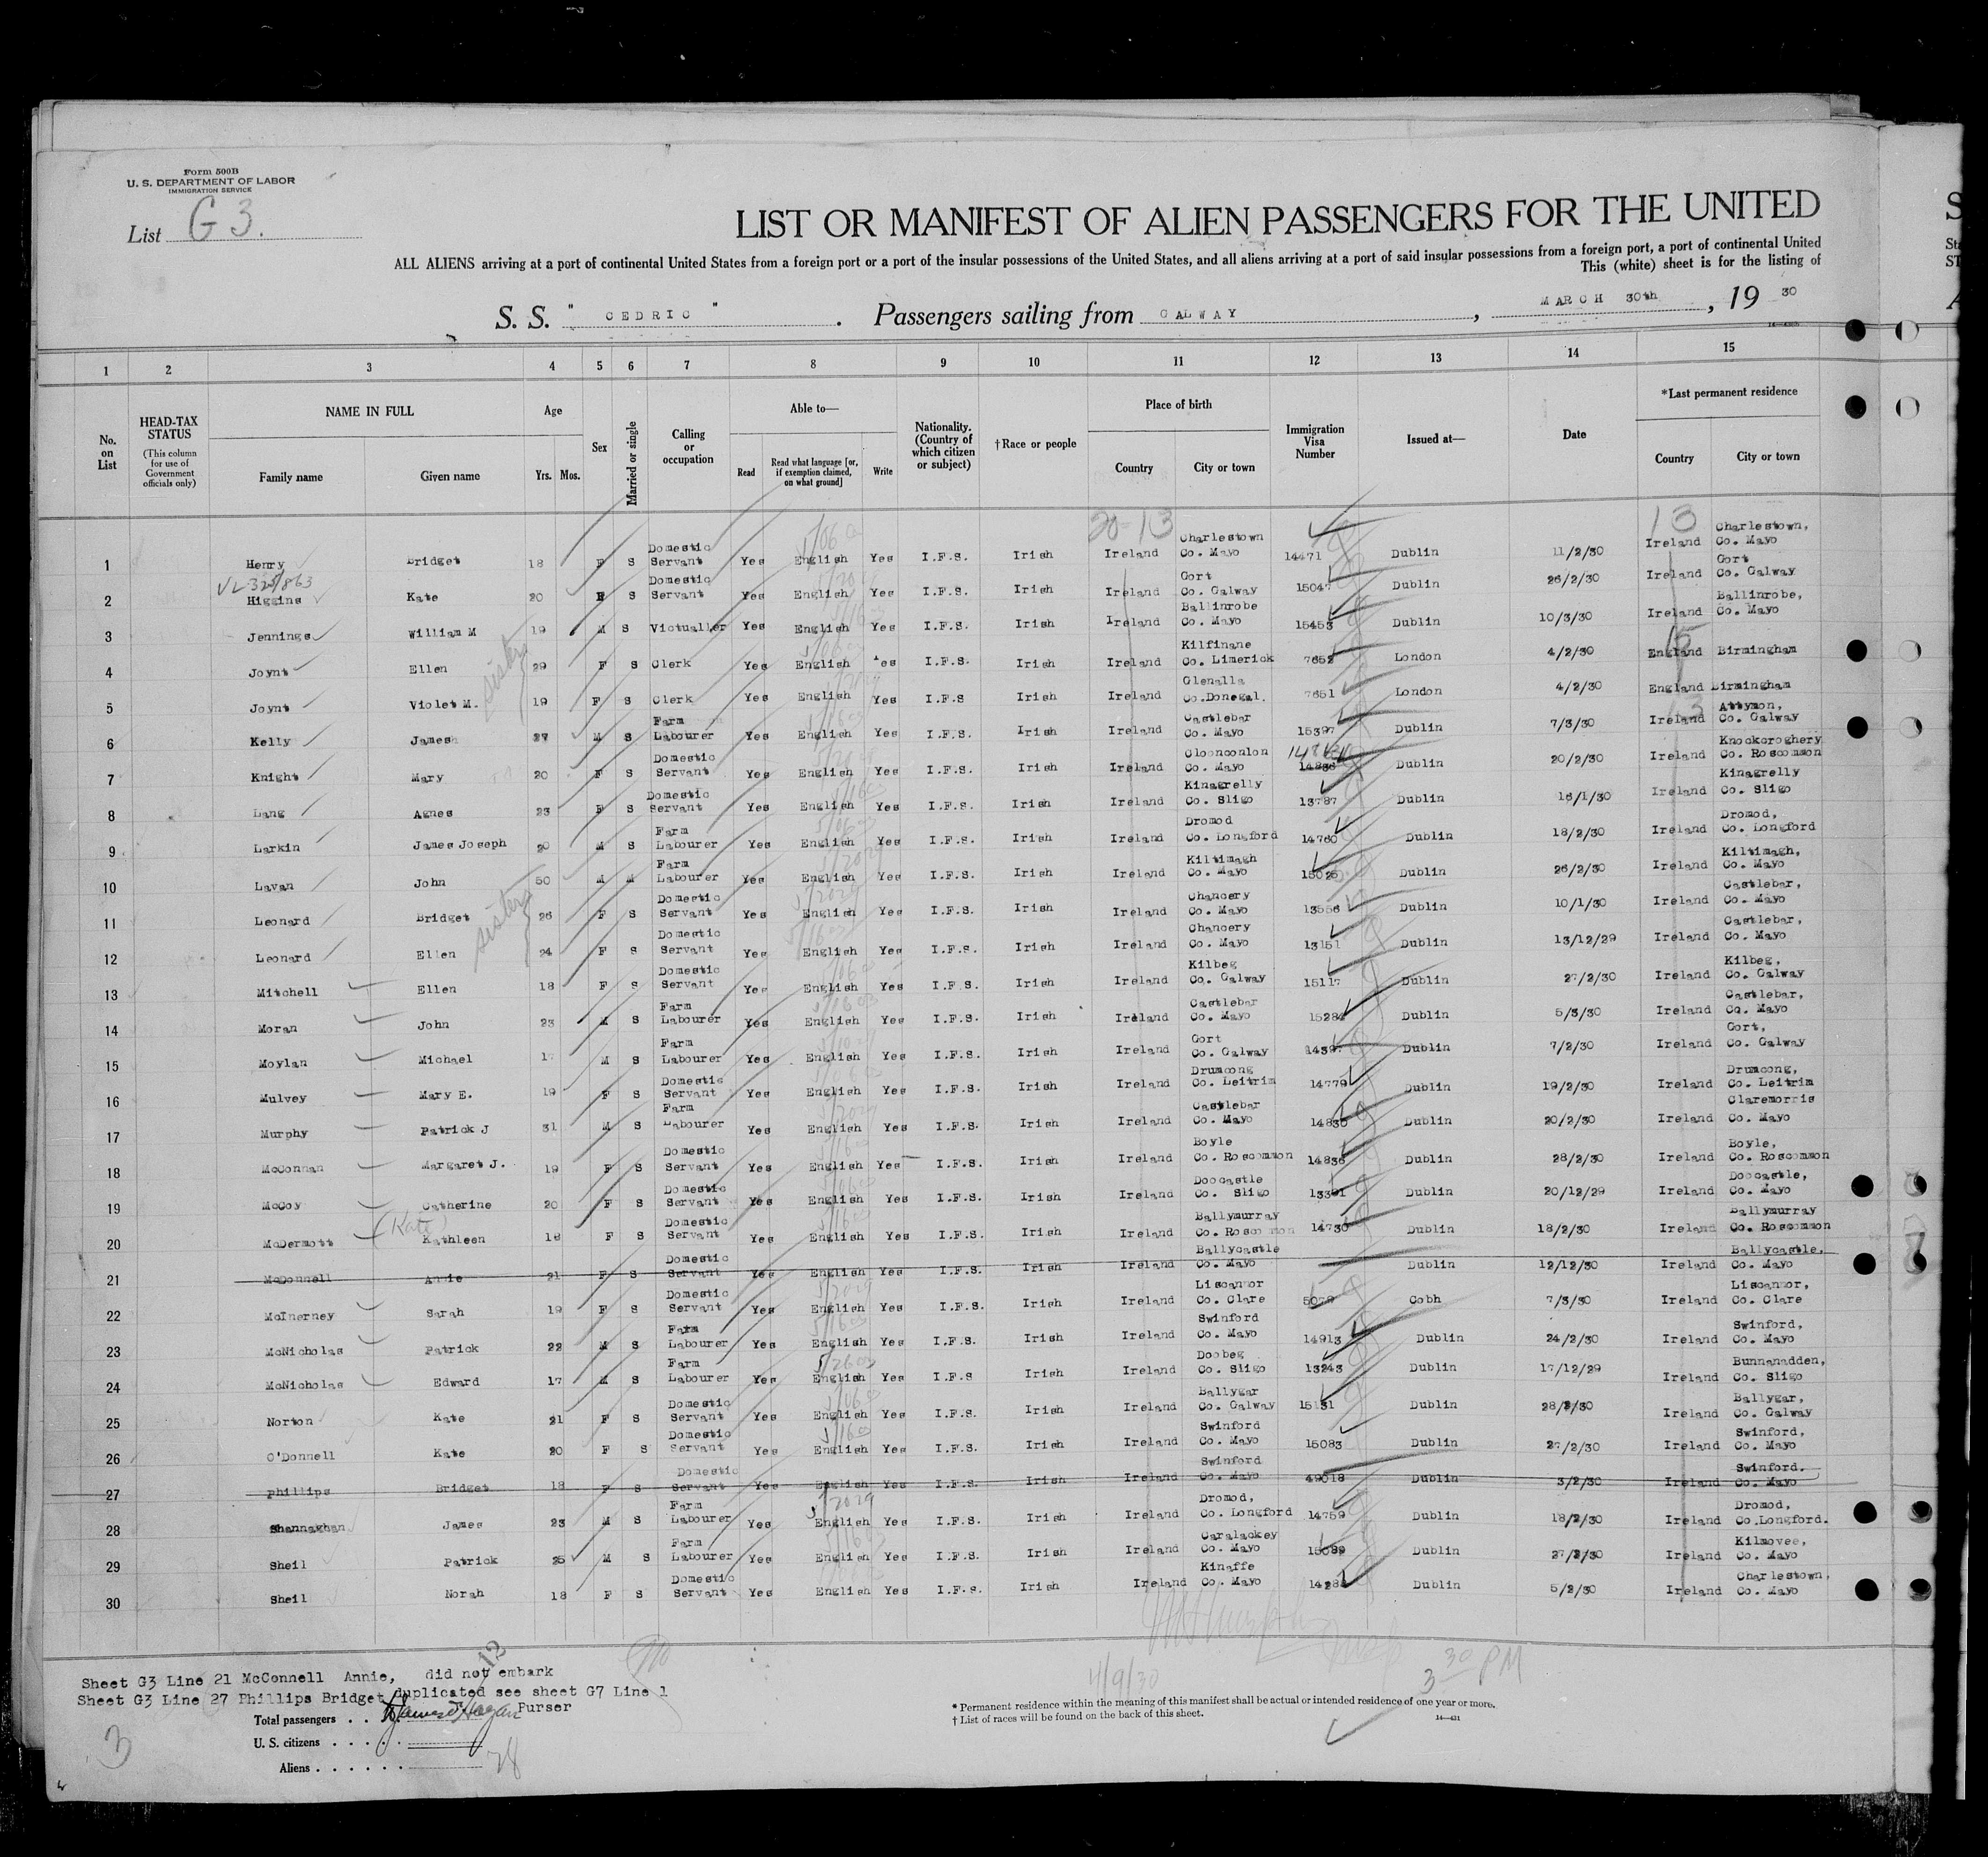 Form 500B
U. S. DEPARTMENT OF LABOR
IMMIGRATION SERVICE
List G 3.
LIST OR MANIFEST OF ALIEN PASSENGERS FOR THE UNITED
ALL ALIENS arriving at a port of continental United States from a foreign port or a port of the insular possessions of the United States, and all aliens arriving at a port of said insular possessions from a foreign port, a port of continental United
This (white) sheet is for the listing of
S. S. " CEDRIC " . Passengers sailing from GALWAY , MARCH 30th , 19 30
1 2 3 4 5 6 7 8 9 10 11 12 13 14 15
No. on List
HEAD-TAX STATUS
(This column for use of Government officials only)
NAME IN FULL
Family name Given name
Age
Yrs. Mos.
Sex
Married or single
Calling or occupation
Able to—
Read Read what language [or, if exemption claimed, on what ground] Write
Nationality. (Country of which citizen or subject)
†Race or people
Place of birth
Country City or town
Immigration Visa Number
Issued at—
Date
*Last permanent residence
Country City or town
20-13 13
1 Henry Bridget 18 F S Domestic Servant Yes English Yes I.F.S. Irish Ireland Charlestown Co. Mayo 14471 Dublin 11/2/30 Ireland Charlestown, Co. Mayo
2 Higgins Kate 20 F S Domestic Servant Yes English Yes I.F.S. Irish Ireland Gort Co. Galway 1504 Dublin 26/2/30 Ireland Gort Co. Galway
3 Jennings William M 19 M S Victualler Yes English Yes I.F.S. Irish Ireland Ballinrobe Co. Mayo 15453 Dublin 10/3/30 Ireland Ballinrobe, Co. Mayo
sister
4 Joynt Ellen 29 F S Clerk Yes English Yes I.F.S. Irish Ireland Kilfinane Co. Limerick 7652 London 4/2/30 England Birmingham
5 Joynt Violet M. 19 F S Clerk Yes English Yes I.F.S Irish Ireland Glenalla Co.Donegal. 7651 London 4/2/30 England Birmingham
6 Kelly James 27 M S Farm Labourer Yes English Yes I.F.S. Irish Ireland Castlebar Co. Mayo 15397 Dublin 7/3/30 Ireland Attymon, Co. Galway
7 Knight Mary 20 F S Domestic Servant Yes English Yes I.F.S. Irish Ireland Cloonconlon Co. Mayo 14836 Dublin 20/2/30 Ireland Knockcroghery Co. Roscommon
8 Lang Agnes 23 F S Domestic Servant Yes English Yes I.F.S. Irish Ireland Kinagrelly Co. Sligo 13787 Dublin 16/1/30 Ireland Kinagrelly Co. Sligo
9 Larkin James Joseph 20 M S Farm Labourer Yes English Yes I.F.S. Irish Ireland Dromod Co. Longford 14760 Dublin 18/2/30 Ireland Dromod, Co. Longford
10 Lavan John 50 M M Farm Labourer Yes English Yes I.F.S. Irish Ireland Kiltimagh Co. Mayo 15025 Dublin 26/2/30 Ireland Kiltimagh, Co. Mayo
sisters
11 Leonard Bridget 26 F S Domestic Servant Yes English Yes I.F.S. Irish Ireland Chancery Co. Mayo 13556 Dublin 10/1/30 Ireland Castlebar, Co. Mayo
12 Leonard Ellen 24 F S Domestic Servant Yes English Yes I.F.S. Irish Ireland Chancery Co. Mayo 13151 Dublin 13/12/29 Ireland Castlebar, Co. Mayo
13 Mitchell Ellen 18 F S Domestic Servant Yes English Yes I.F.S. Irish Ireland Kilbeg Co. Galway 15117 Dublin 27/2/30 Ireland Kilbeg, Co. Galway
14 Moran John 23 M S Farm Labourer Yes English Yes I.F.S. Irish Ireland Castlebar Co. Mayo 15284 Dublin 5/3/30 Ireland Castlebar, Co. Mayo
15 Moylan Michael M S Farm Labourer Yes English Yes I.F.S. Irish Ireland Gort Co. Galway 14397 Dublin 7/2/30 Ireland Gort, Co. Galway
16 Mulvey Mary E. 19 F S Domestic Servant Yes English Yes I.F.S. Irish Ireland Drumcong Co. Leitrim 14779 Dublin 19/2/30 Ireland Drumcong, Co. Leitrim
17 Murphy Patrick J 31 M S Farm Labourer Yes English Yes I.F.S. Irish Ireland Castlebar Co. Mayo 14830 Dublin 20/2/30 Ireland Claremorris Co. Mayo
18 McConnan Margaret J. 19 F S Domestic Servant Yes English Yes I.F.S. Irish Ireland Boyle Co. Roscommon 14836 Dublin 28/2/30 Ireland Boyle, Co. Roscommon
19 McCoy Catherine 20 F S Domestic Servant Yes English Yes I.F.S. Irish Ireland Doocastle Co. Sligo 13391 Dublin 20/12/29 Ireland Doocastle, Co. Mayo
20 McDermott (Kate) Kathleen 18 F S Domestic Servant Yes English Yes I.F.S. Irish Ireland Ballymurray Co. Roscommon 14730 Dublin 18/2/30 Ireland Ballymurray Co. Roscommon
21 McDonnell Annie 21 F S Domestic Servant Yes English Yes I.F.S. Irish Ireland Ballycastle Co. Mayo Dublin 12/12/30 Ireland Ballycastle, Co. Mayo
22 McInerney Sarah 19 F S Domestic Servant Yes English Yes I.F.S. Irish Ireland Liscannor Co. Clare 5079 Cobh 7/3/30 Ireland Liscannor, Co. Clare
23 McNicholas Patrick 22 M S Farm Labourer Yes English Yes I.F.S. Irish Ireland Swinford Co. Mayo 14913 Dublin 24/2/30 Ireland Swinford, Co. Mayo
24 McNicholas Edward 17 M S Farm Labourer Yes English Yes I.F.S Irish Ireland Doobeg Co. Sligo 13243 Dublin 17/12/29 Ireland Bunnanadden, Co. Sligo
25 Norton Kate 21 F S Domestic Servant Yes English Yes I.F.S. Irish Ireland Ballygar Co. Galway 15131 Dublin 28/2/30 Ireland Ballygar, Co. Galway
26 O'Donnell Kate 20 F S Domestic Servant Yes English Yes I.F.S. Irish Ireland Swinford Co. Mayo 15083 Dublin 27/2/30 Ireland Swinford, Co. Mayo
27 Phillips Bridget 18 F S Domestic Servant Yes English Yes I.F.S. Irish Ireland Swinford Co. Mayo 49018 Dublin 3/2/30 Ireland Swinford. Co. Mayo
28 Shannaghan James 23 M S Farm Labourer Yes English Yes I.F.S. Irish Ireland Dromod, Co. Longford 14759 Dublin 18/2/30 Ireland Dromod, Co.Longford.
29 Sheil Patrick 25 M S Farm Labourer Yes English Yes I.F.S. Irish Ireland Caralackey Co. Mayo 15089 Dublin 27/2/30 Ireland Kilmovee, Co. Mayo
30 Sheil Norah 18 F S Domestic Servant Yes English Yes I.F.S. Irish Ireland Kinaffe Co. Mayo 1428 Dublin 5/2/30 Ireland Charlestown, Co. Mayo
12
Sheet G3 Line 21 McConnell Annie, did not embark
Sheet G3 Line 27 Phillips Bridget duplicated see sheet G7 Line 1
Purser
4/9/30 3 30 PM
Total passengers
U. S. citizens
Aliens 28
3
* Permanent residence within the meaning of this manifest shall be actual or intended residence of one year or more.
† List of races will be found on the back of this sheet.
14—431